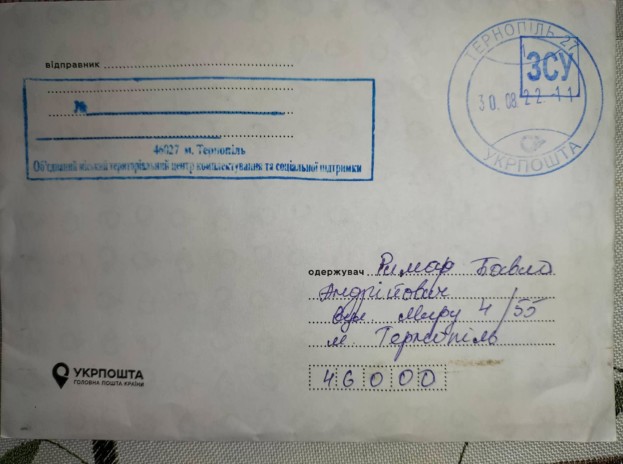 відправник
№
46027 м. Тернопіль
Об'єднаний міський територіальний центр комплектування та соціальної підтримки
ТЕРНОПІЛЬ 27
ЗСУ
30.08.22-11
УКРПОШТА
одержувач Римар Павло
Андрійович
вул. Миру 4/55
м. Тернопіль
46000
УКРПОШТА
ГОЛОВНА ПОШТА КРАЇНИ